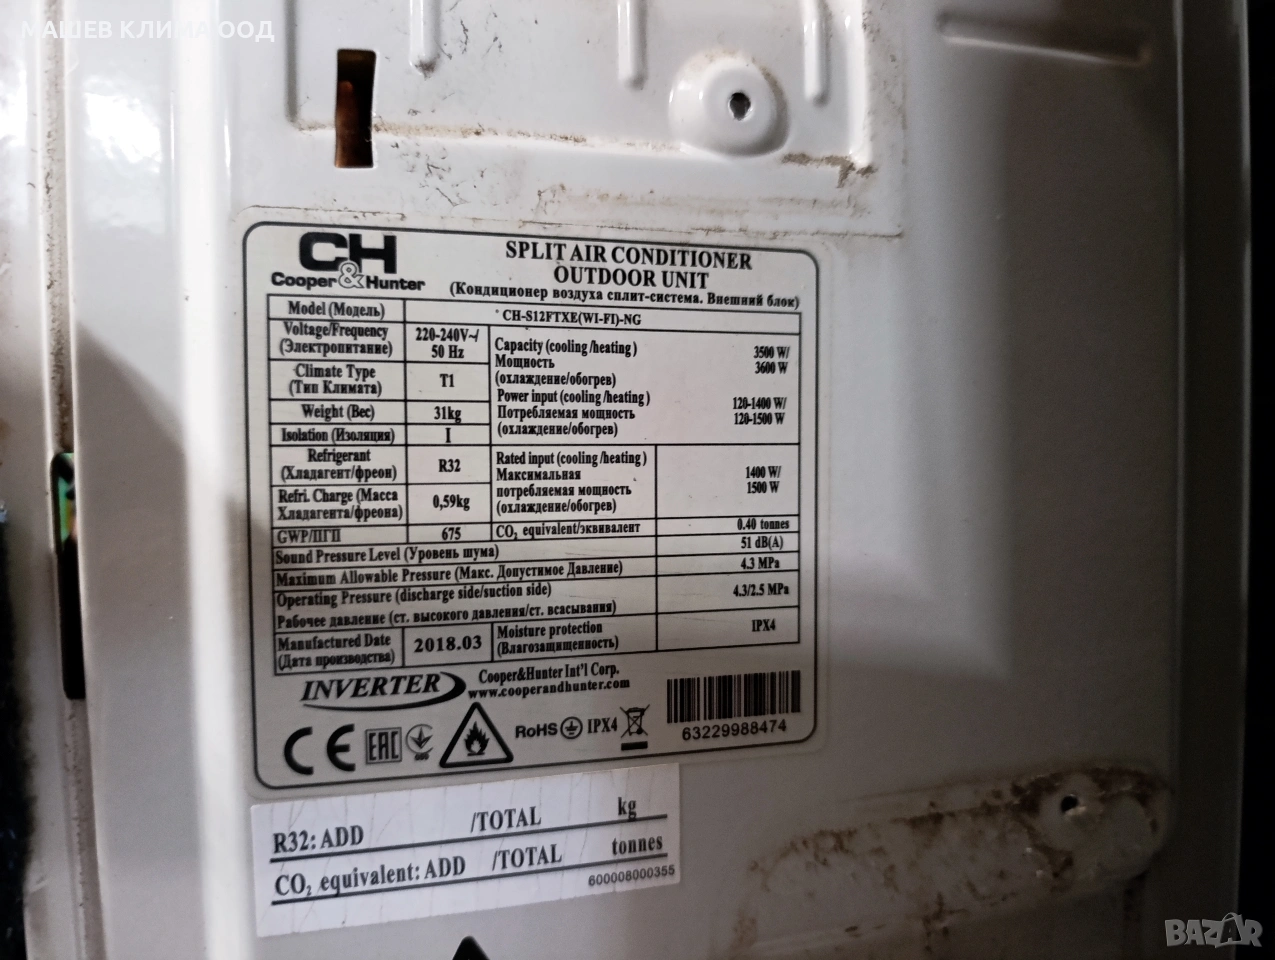 МАШЕВ КЛИМА ООД
CH
Cooper&Hunter
SPLIT AIR CONDITIONER
OUTDOOR UNIT
(Кондиционер воздуха сплит-система. Внешний блок)
Model (Модель)
CH-S12FTXE(WI-FI)-NG
Voltage/Frequency
(Электропитание)
220-240V~/
50 Hz
Climate Type
(Тип Климата)
T1
Weight (Вес)
31kg
Isolation (Изоляция)
I
Refrigerant
(Хладагент/фреон)
R32
Refri. Charge (Масса
Хладагента/фреона)
0,59kg
GWP/ПГП
675
Capacity (cooling /heating)
Мощность
(охлаждение/обогрев)
3500 W/
3600 W
Power input (cooling /heating)
Потребляемая мощность
(охлаждение/обогрев)
120-1400 W/
120-1500 W
Rated input (cooling /heating)
Максимальная
потребляемая мощность
(охлаждение/обогрев)
1400 W/
1500 W
CO2 equivalent/эквивалент
0.40 tonnes
Sound Pressure Level (Уровень шума)
51 dB(A)
Maximum Allowable Pressure (Макс. Допустимое Давление)
4.3 MPa
Operating Pressure (discharge side/suction side)
Рабочее давление (ст. высокого давления/ст. всасывания)
4.3/2.5 MPa
Manufactured Date
(Дата производства)
2018.03
Moisture protection
(Влагозащищенность)
IPX4
INVERTER
Cooper&Hunter Int'l Corp.
www.cooperandhunter.com
CE EAC RoHS IPX4
63229988474
R32: ADD /TOTAL kg
CO2 equivalent: ADD /TOTAL tonnes
600008000355
BAZAR